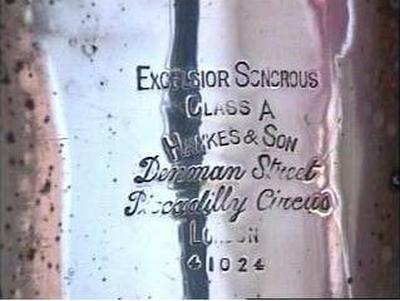 EXCELSIOR SONOROUS
CLASS A
HAWKES & SON
Denman Street
Piccadilly Circus
LONDON
41024